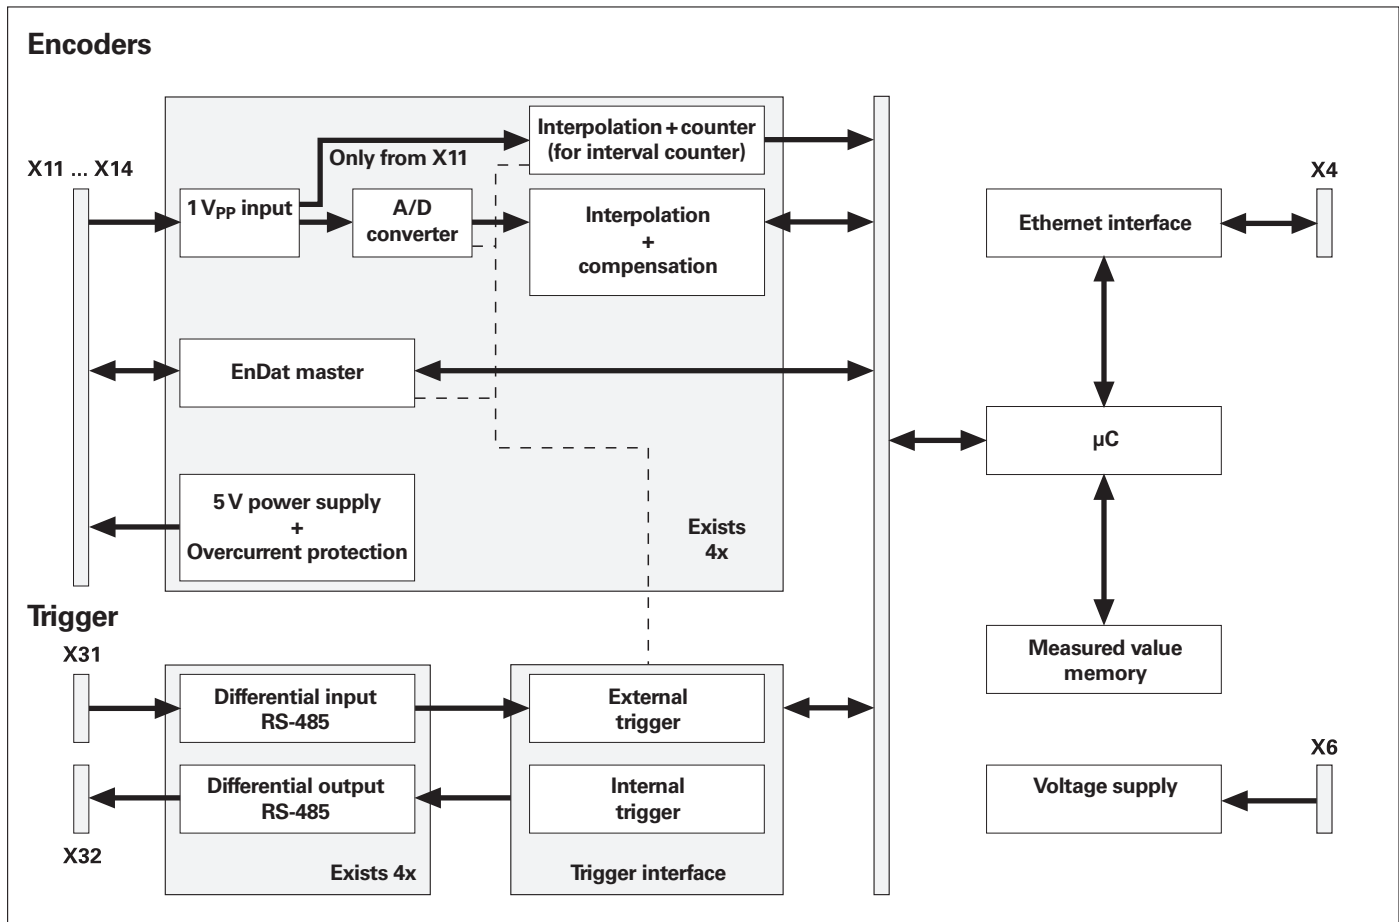 Encoders
X11 ... X14
Only from X11
Interpolation + counter
(for interval counter)
1 VPP input
A/D
converter
Interpolation
+
compensation
EnDat master
5 V power supply
+
Overcurrent protection
Exists
4x
Ethernet interface
X4
µC
Measured value
memory
Voltage supply
X6
Trigger
X31
Differential input
RS-485
External
trigger
Differential output
RS-485
Internal
trigger
X32
Exists 4x
Trigger interface